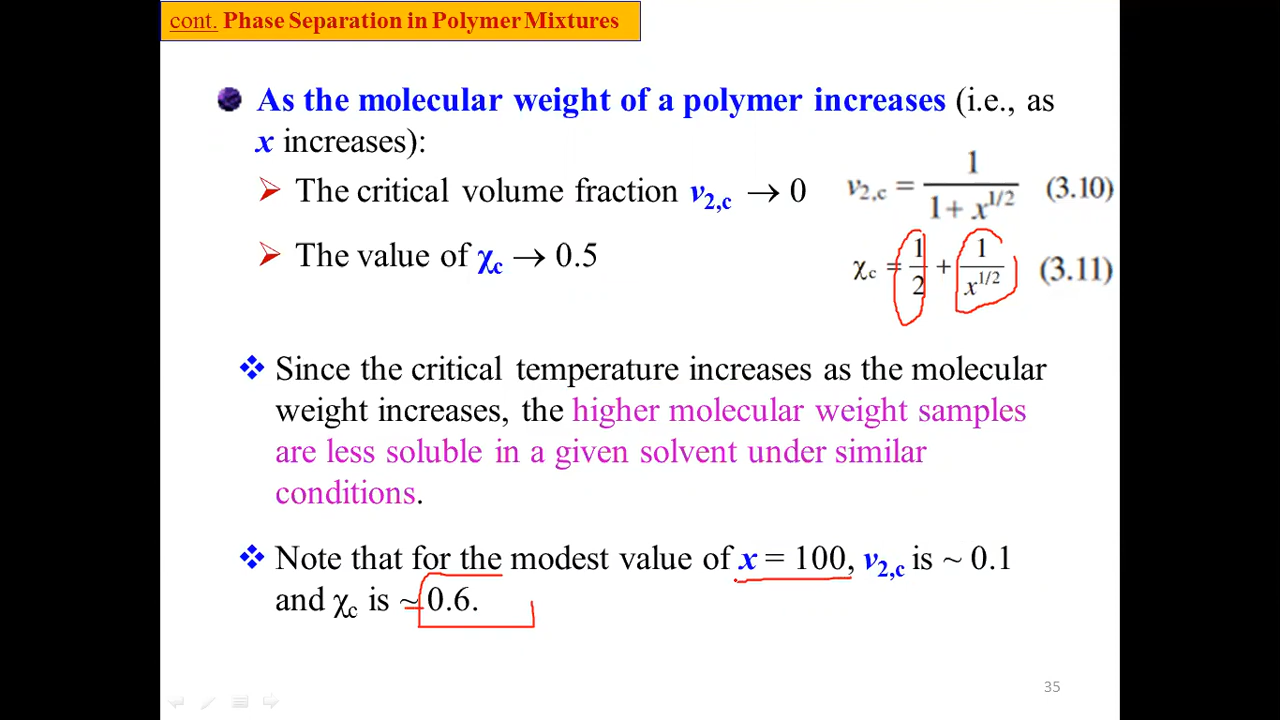 cont. Phase Separation in Polymer Mixtures
As the molecular weight of a polymer increases (i.e., as
x increases):
The critical volume fraction v2,c → 0
v2,c = 1 / (1 + x^1/2) (3.10)
The value of χc → 0.5
χc = 1/2 + 1/x^1/2 (3.11)
Since the critical temperature increases as the molecular
weight increases, the higher molecular weight samples
are less soluble in a given solvent under similar
conditions.
Note that for the modest value of x = 100, v2,c is ~ 0.1
and χc is ~ 0.6.
35